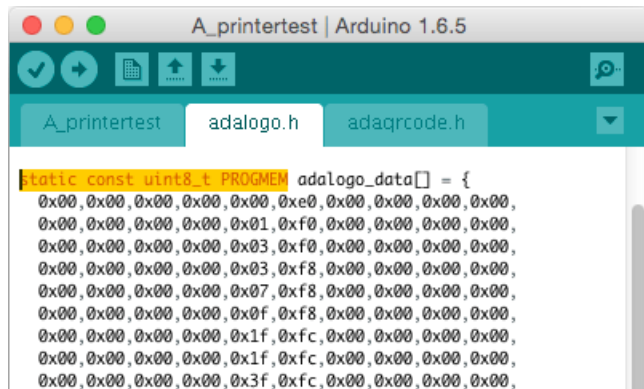 A_printertest | Arduino 1.6.5
A_printertest adalogo.h adaqrcode.h
static const uint8_t PROGMEM adalogo_data[] = {
0x00,0x00,0x00,0x00,0x00,0xe0,0x00,0x00,0x00,0x00,
0x00,0x00,0x00,0x00,0x01,0xf0,0x00,0x00,0x00,0x00,
0x00,0x00,0x00,0x00,0x03,0xf0,0x00,0x00,0x00,0x00,
0x00,0x00,0x00,0x00,0x03,0xf8,0x00,0x00,0x00,0x00,
0x00,0x00,0x00,0x00,0x07,0xf8,0x00,0x00,0x00,0x00,
0x00,0x00,0x00,0x00,0x0f,0xf8,0x00,0x00,0x00,0x00,
0x00,0x00,0x00,0x00,0x1f,0xfc,0x00,0x00,0x00,0x00,
0x00,0x00,0x00,0x00,0x1f,0xfc,0x00,0x00,0x00,0x00,
0x00,0x00,0x00,0x00,0x3f,0xfc,0x00,0x00,0x00,0x00,